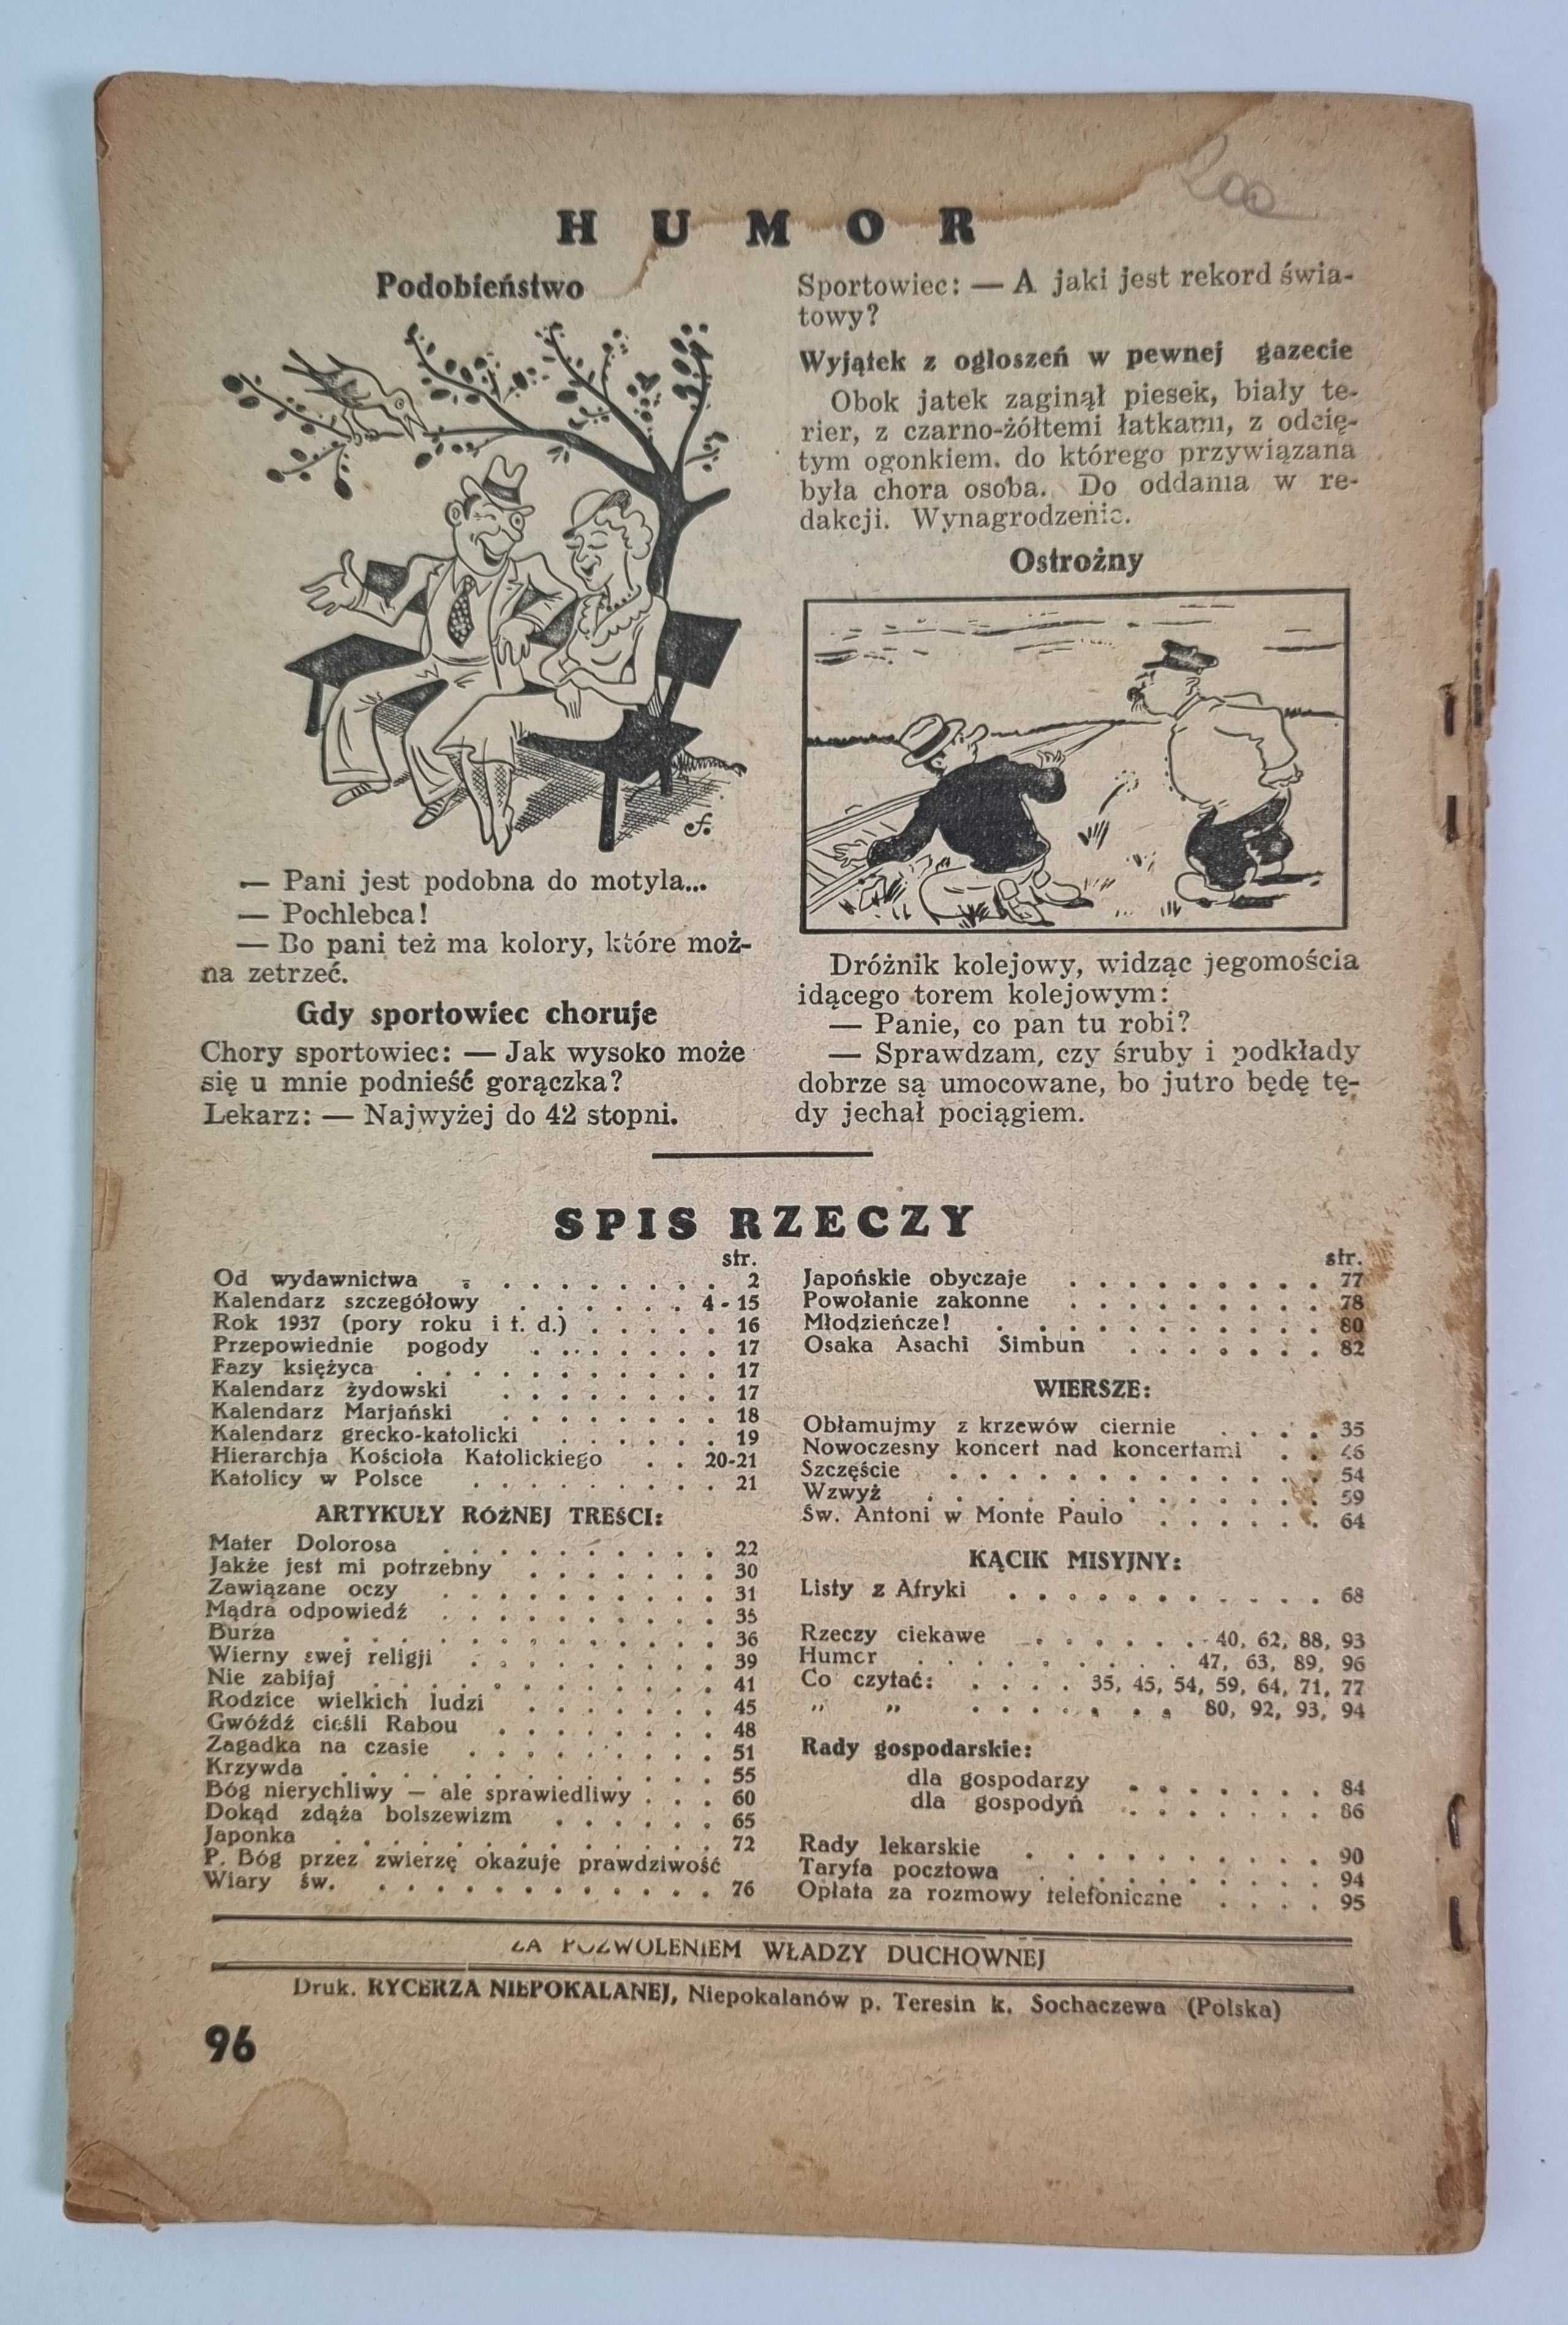 200
HUMOR
Podobieństwo
— Pani jest podobna do motyla...
— Pochlebca!
— Bo pani też ma kolory, które moż-
na zetrzeć.
Gdy sportowiec choruje
Chory sportowiec: — Jak wysoko może
się u mnie podnieść gorączka?
Lekarz: — Najwyżej do 42 stopni.
Sportowiec: — A jaki jest rekord świa-
towy?
Wyjątek z ogłoszeń w pewnej gazecie
Obok jatek zaginął piesek, biały te-
rier, z czarno-żółtemi łatkami, z odcię-
tym ogonkiem, do którego przywiązana
była chora osoba. Do oddania w re-
dakcji. Wynagrodzenie.
Ostrożny
Dróżnik kolejowy, widząc jegomościa
idącego torem kolejowym:
— Panie, co pan tu robi?
— Sprawdzam, czy śruby i podkłady
dobrze są umocowane, bo jutro będę tę-
dy jechał pociągiem.
SPIS RZECZY
str.
Od wydawnictwa . . . . . . . . . 2
Kalendarz szczegółowy . . . . . . 4 - 15
Rok 1937 (pory roku i t. d.) . . . . . 16
Przepowiednie pogody . . . . . . . 17
Fazy księżyca . . . . . . . . . . . 17
Kalendarz żydowski . . . . . . . . 17
Kalendarz Marjański . . . . . . . . 18
Kalendarz grecko-katolicki . . . . . . 19
Hierarchja Kościoła Katolickiego . . 20-21
Katolicy w Polsce . . . . . . . . . 21
ARTYKUŁY RÓŻNEJ TREŚCI:
Mater Dolorosa . . . . . . . . . . 22
Jakże jest mi potrzebny . . . . . . . 30
Zawiązane oczy . . . . . . . . . . 31
Mądra odpowiedź . . . . . . . . . . 35
Burza . . . . . . . . . . . . . 36
Wierny swej religji . . . . . . . . . 39
Nie zabijaj . . . . . . . . . . . . 41
Rodzice wielkich ludzi . . . . . . . 45
Gwóźdź cieśli Rabou . . . . . . . . 48
Zagadka na czasie . . . . . . . . . 51
Krzywda . . . . . . . . . . . . . 55
Bóg nierychliwy — ale sprawiedliwy . . . 60
Dokąd zdąża bolszewizm . . . . . . 65
Japonka . . . . . . . . . . . . . 72
P. Bóg przez zwierzę okazuje prawdziwość
Wiary św. . . . . . . . . . . . . 76
str.
Japońskie obyczaje . . . . . . . . . 77
Powołanie zakonne . . . . . . . . . 78
Młodzieńcze! . . . . . . . . . . . 80
Osaka Asachi Simbun . . . . . . . 82
WIERSZE:
Obłamujmy z krzewów ciernie . . . . 35
Nowoczesny koncert nad koncertami . . 46
Szczęście . . . . . . . . . . . . . 54
Wzwyż . . . . . . . . . . . . . 59
Św. Antoni w Monte Paulo . . . . . . 64
KĄCIK MISYJNY:
Listy z Afryki . . . . . . . . . . . 68
Rzeczy ciekawe . . . . . . . 40, 62, 88, 93
Humor . . . . . . . . . . 47, 63, 89, 96
Co czytać: . . . . 35, 45, 54, 59, 64, 71, 77
„ „ . . . . . . . 80, 92, 93, 94
Rady gospodarskie:
dla gospodarzy . . . . . . . 84
dla gospodyń . . . . . . . 86
Rady lekarskie . . . . . . . . . . 90
Taryfa pocztowa . . . . . . . . . . 94
Opłata za rozmowy telefoniczne . . . . 95
ZA POZWOLENIEM WŁADZY DUCHOWNEJ
Druk. RYCERZA NIEPOKALANEJ, Niepokalanów p. Teresin k. Sochaczewa (Polska)
96